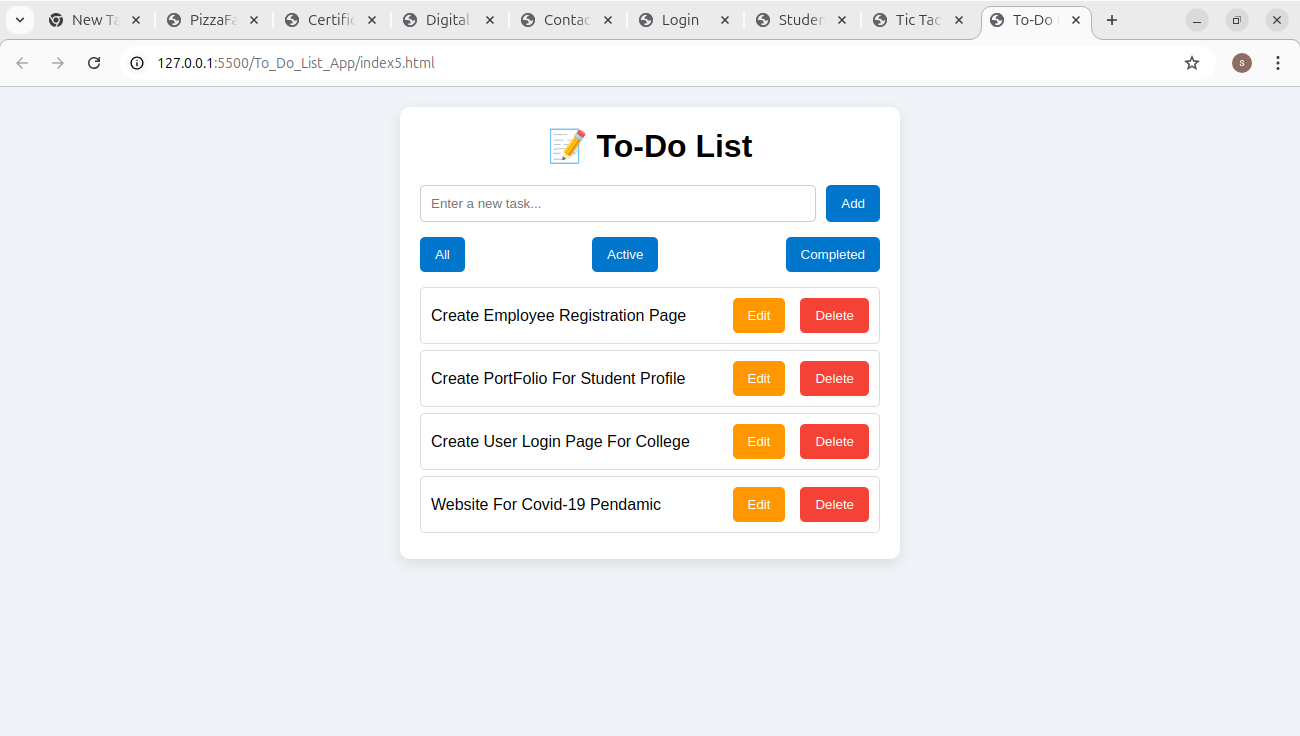 New Ta
PizzaFa
Certific
Digital
Contac
Login
Studen
Tic Tac
To-Do
127.0.0.1:5500/To_Do_List_App/index5.html
S
To-Do List
Enter a new task...
Add
All
Active
Completed
Create Employee Registration Page
Edit
Delete
Create PortFolio For Student Profile
Edit
Delete
Create User Login Page For College
Edit
Delete
Website For Covid-19 Pendamic
Edit
Delete